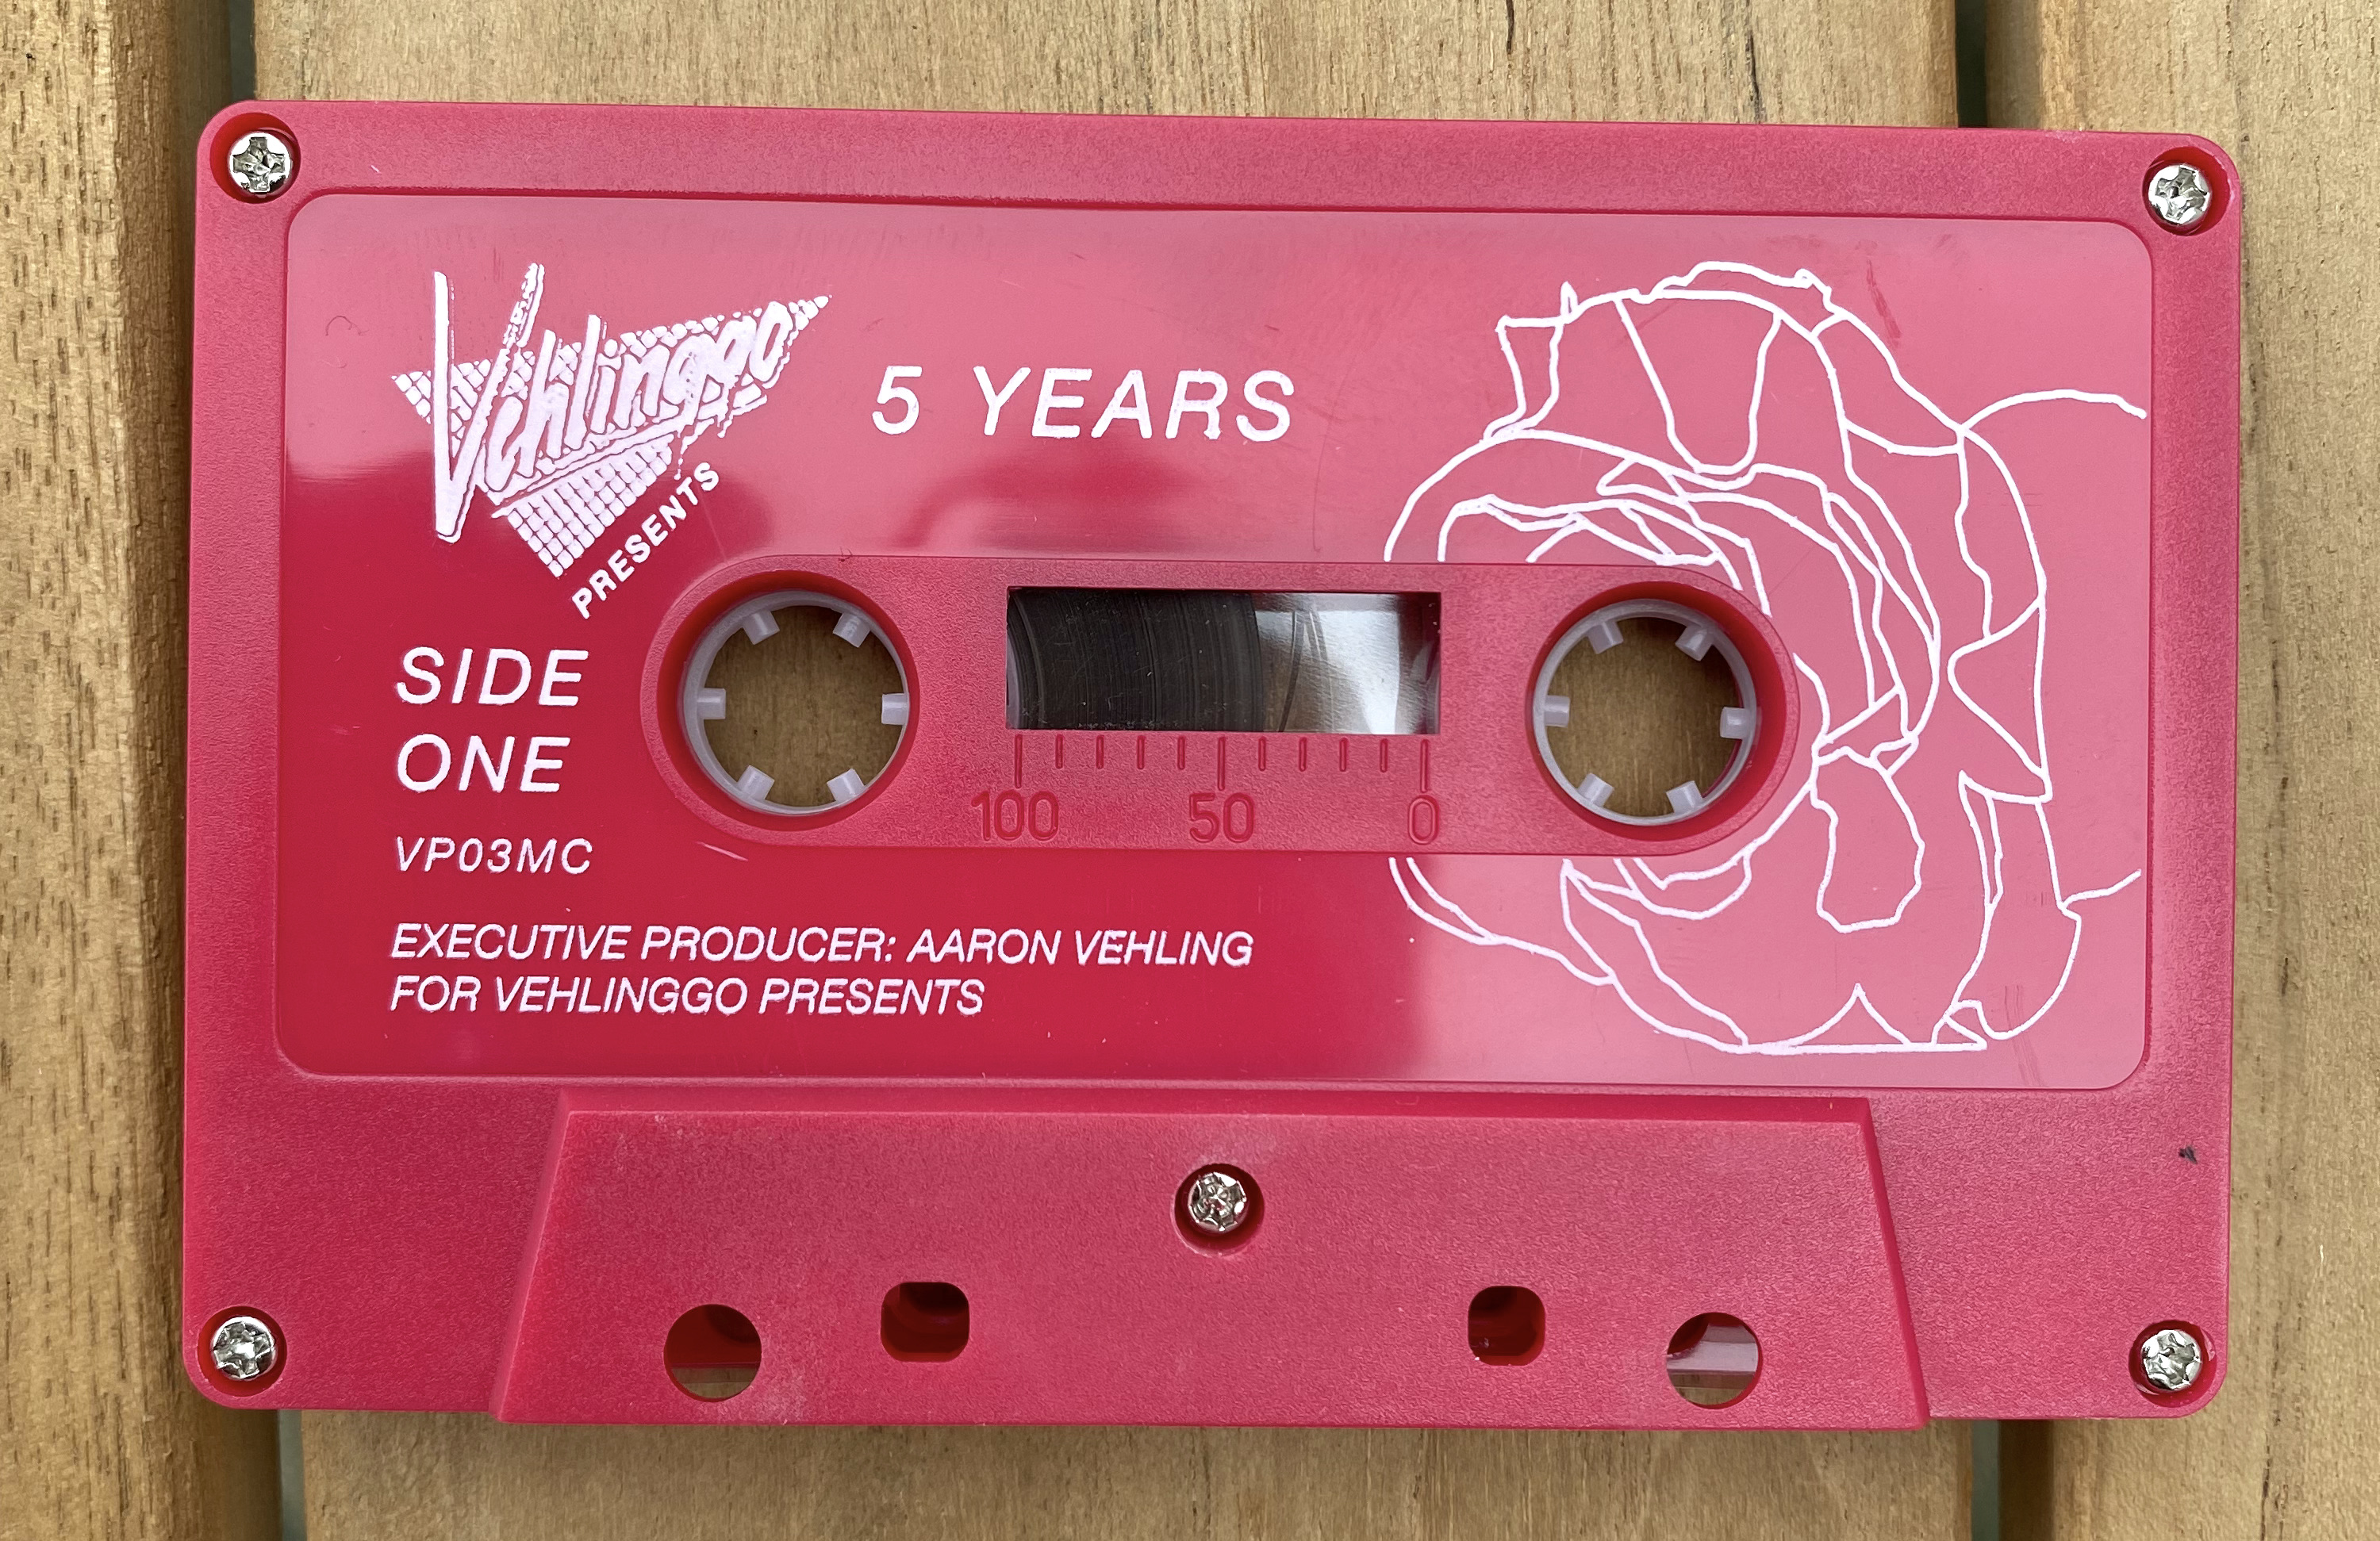 Vehlinggo
PRESENTS
5 YEARS
SIDE
ONE
VP03MC
100 50 0
EXECUTIVE PRODUCER: AARON VEHLING
FOR VEHLINGGO PRESENTS